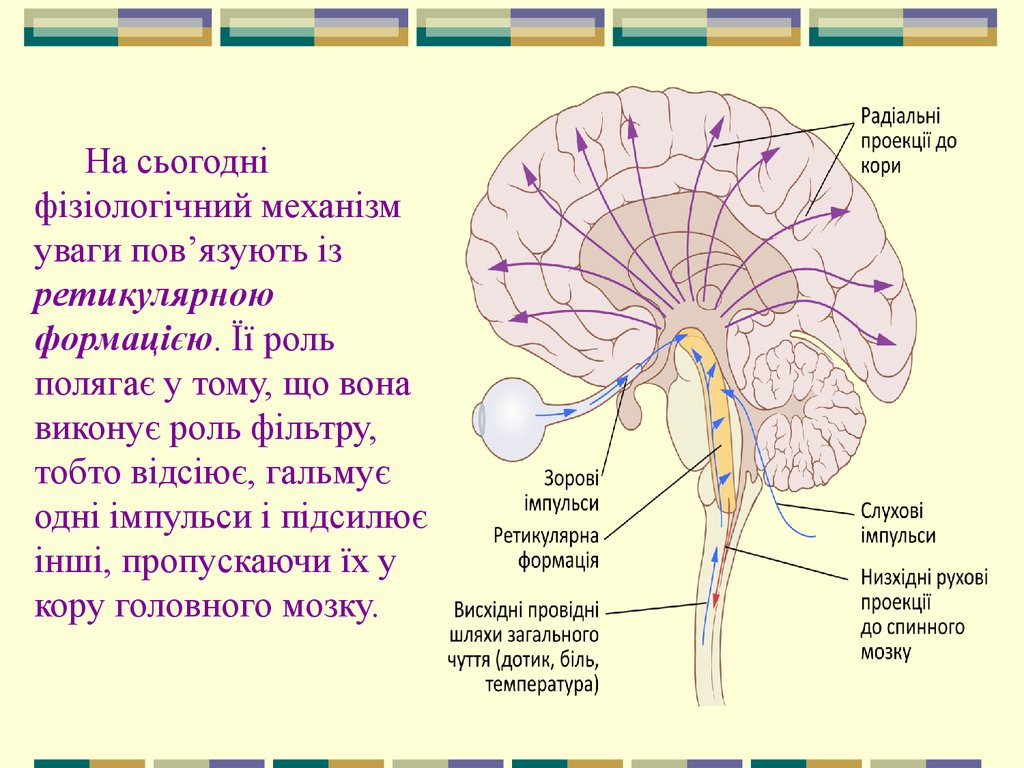 На сьогодні
фізіологічний механізм
уваги пов’язують із
ретикулярною
формацією. Її роль
полягає у тому, що вона
виконує роль фільтру,
тобто відсіює, гальмує
одні імпульси і підсилює
інші, пропускаючи їх у
кору головного мозку.
Радіальні
проекції до
кори
Зорові
імпульси
Ретикулярна
формація
Висхідні провідні
шляхи загального
чуття (дотик, біль,
температура)
Слухові
імпульси
Низхідні рухові
проекції
до спинного
мозку